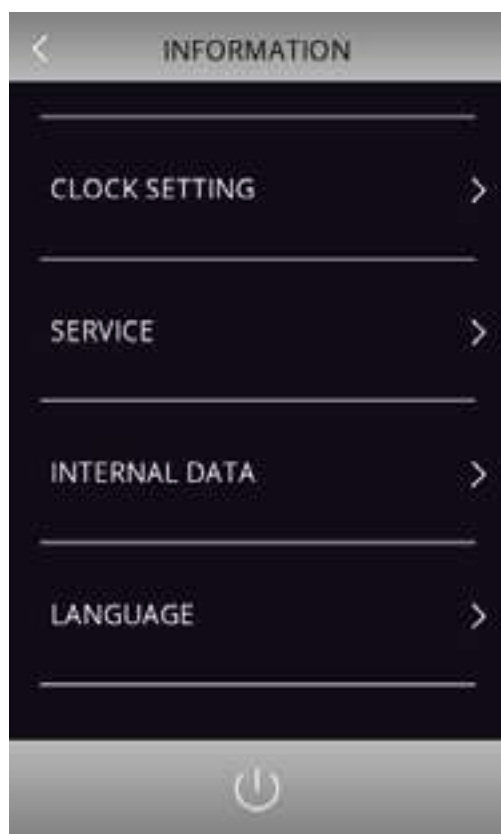 INFORMATION
CLOCK SETTING
SERVICE
INTERNAL DATA
LANGUAGE